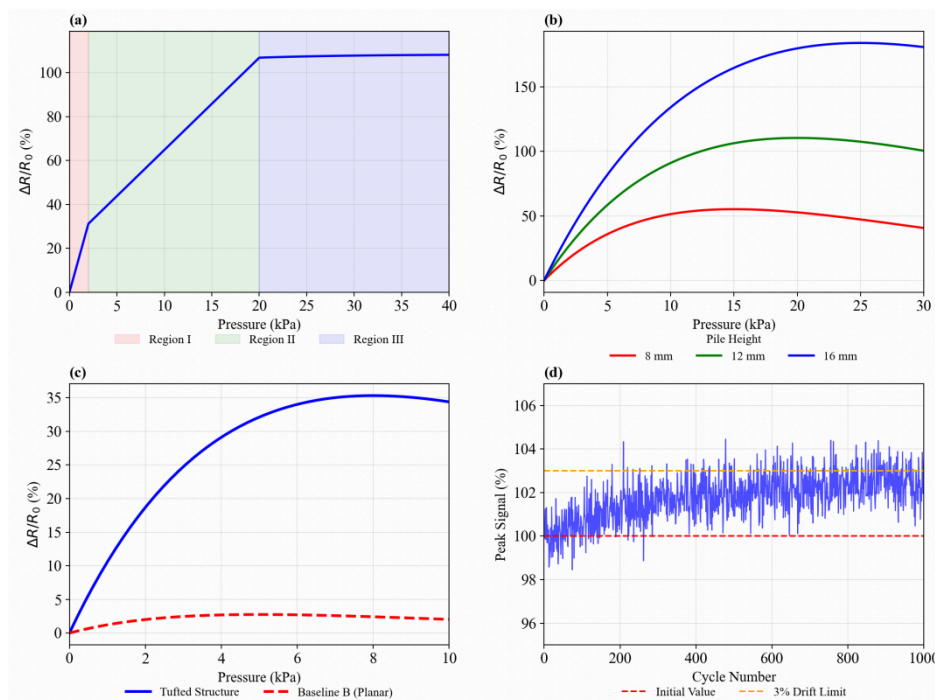 (a)
ΔR/R₀ (%)
100
80
60
40
20
0
0 5 10 15 20 25 30 35 40
Pressure (kPa)
Region I Region II Region III
(b)
ΔR/R₀ (%)
150
100
50
0
0 5 10 15 20 25 30
Pressure (kPa)
Pile Height
8 mm 12 mm 16 mm
(c)
ΔR/R₀ (%)
35
30
25
20
15
10
5
0
0 2 4 6 8 10
Pressure (kPa)
Tufted Structure Baseline B (Planar)
(d)
Peak Signal (%)
106
104
102
100
98
96
0 200 400 600 800 1000
Cycle Number
Initial Value 3% Drift Limit